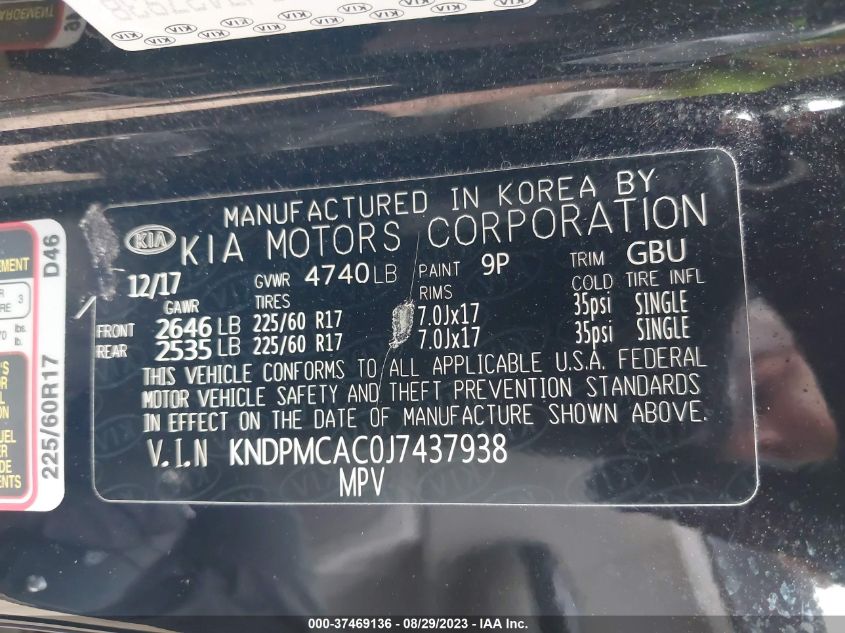 MANUFACTURED IN KOREA BY
KIA KIA MOTORS CORPORATION
12/17 GVWR 4740LB PAINT 9P TRIM GBU
GAWR TIRES RIMS COLD TIRE INFL
FRONT 2646LB 225/60 R17 7.0Jx17 35psi SINGLE
REAR 2535LB 225/60 R17 7.0Jx17 35psi SINGLE
THIS VEHICLE CONFORMS TO ALL APPLICABLE U.S.A. FEDERAL
MOTOR VEHICLE SAFETY AND THEFT PREVENTION STANDARDS
IN EFFECT ON THE DATE OF MANUFACTURE SHOWN ABOVE.
V.I.N KNDPMCAC0J7437938
MPV
225/60R17 D46
000-37469136 - 08/29/2023 - IAA Inc.